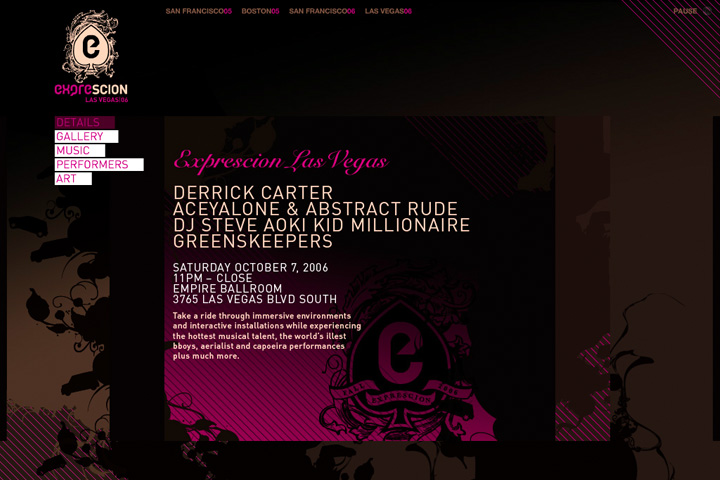 SAN FRANCISCO05 BOSTON05 SAN FRANCISCO06 LAS VEGAS06 PAUSE
e
expreSCION
LAS VEGAS/06
DETAILS
GALLERY
MUSIC
PERFORMERS
ART
Exprescion Las Vegas
DERRICK CARTER
ACEYALONE & ABSTRACT RUDE
DJ STEVE AOKI KID MILLIONAIRE
GREENSKEEPERS
SATURDAY OCTOBER 7, 2006
11PM – CLOSE
EMPIRE BALLROOM
3765 LAS VEGAS BLVD SOUTH
Take a ride through immersive environments
and interactive installations while experiencing
the hottest musical talent, the world's illest
bboys, aerialist and capoeira performances
plus much more.
e
EXPRESCION